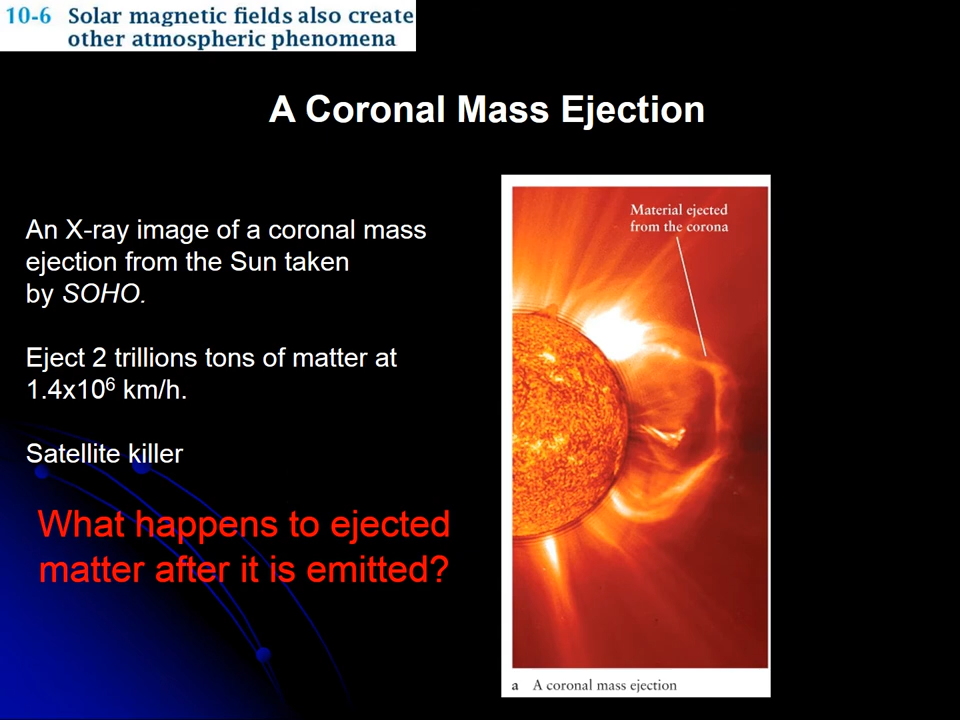 10-6 Solar magnetic fields also create
other atmospheric phenomena
A Coronal Mass Ejection
An X-ray image of a coronal mass
ejection from the Sun taken
by SOHO.
Eject 2 trillions tons of matter at
1.4x10⁶ km/h.
Satellite killer
What happens to ejected
matter after it is emitted?
Material ejected
from the corona
a A coronal mass ejection